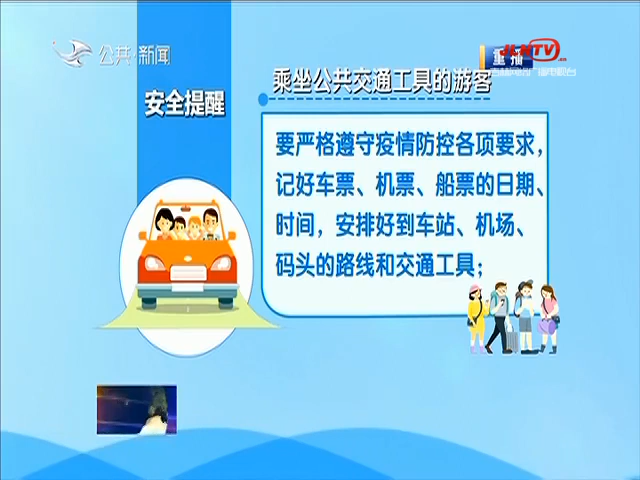 公共·新闻
重播
JLNTV.cn
安全提醒
乘坐公共交通工具的游客
要严格遵守疫情防控各项要求，
记好车票、机票、船票的日期、
时间，安排好到车站、机场、
码头的路线和交通工具；